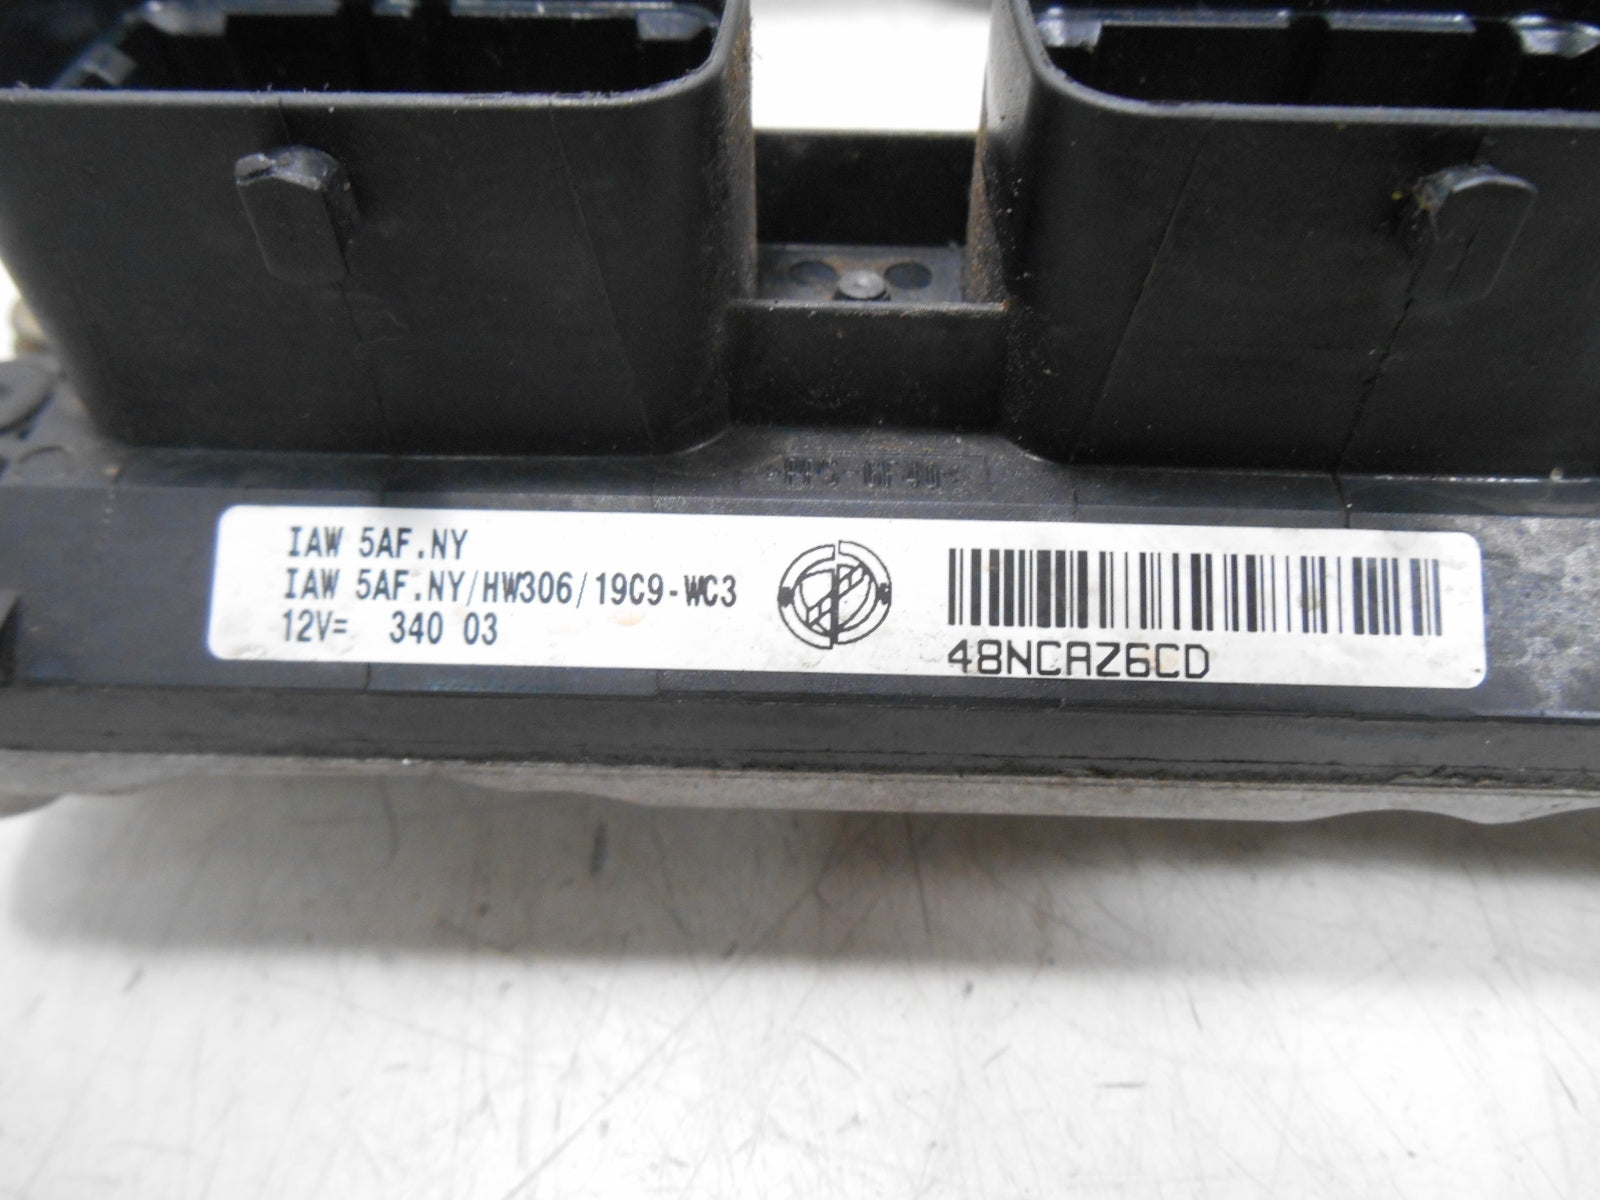 IAW 5AF.NY
IAW 5AF.NY/HW306/19C9-WC3
12V= 340 03
48NCAZ6CD